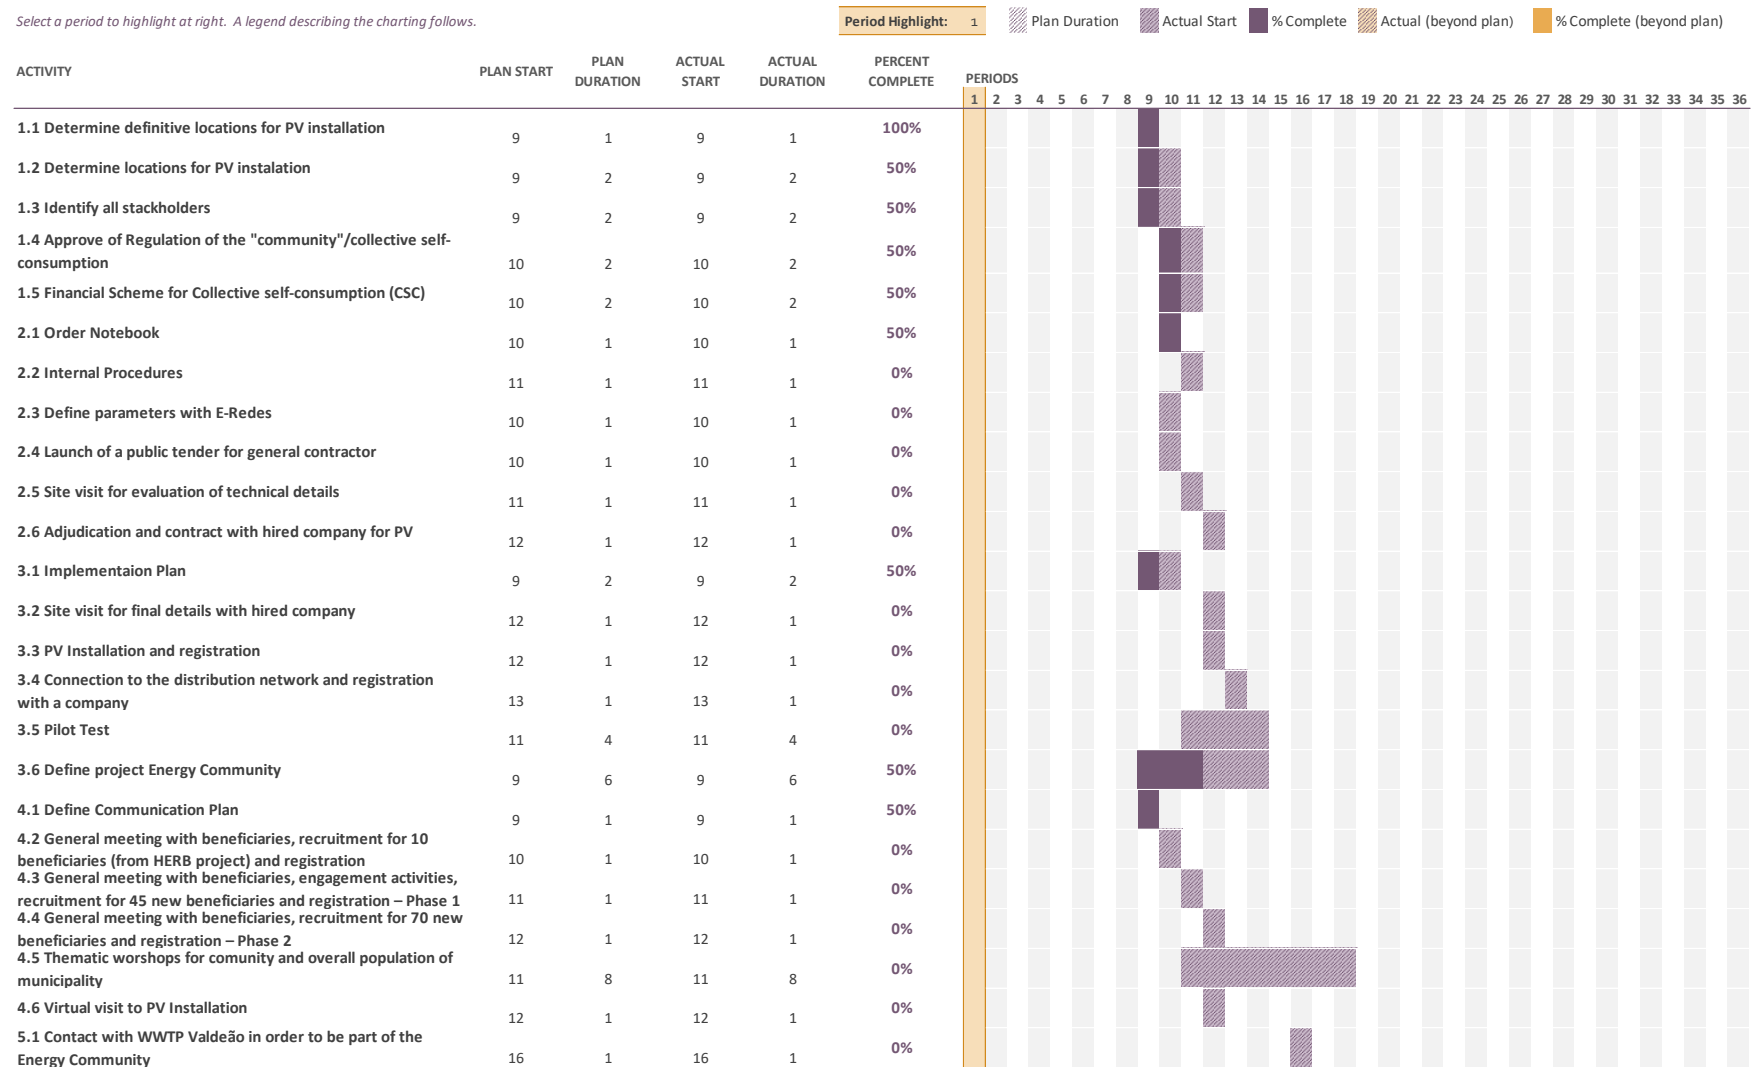 Select a period to highlight at right. A legend describing the charting follows.
Period Highlight: 1
Plan Duration
Actual Start
% Complete
Actual (beyond plan)
% Complete (beyond plan)
ACTIVITY
PLAN START
PLAN
DURATION
ACTUAL
START
ACTUAL
DURATION
PERCENT
COMPLETE
PERIODS
1 2 3 4 5 6 7 8 9 10 11 12 13 14 15 16 17 18 19 20 21 22 23 24 25 26 27 28 29 30 31 32 33 34 35 36
1.1 Determine definitive locations for PV installation
9 1 9 1 100%
1.2 Determine locations for PV instalation
9 2 9 2 50%
1.3 Identify all stackholders
9 2 9 2 50%
1.4 Approve of Regulation of the "community"/collective self-
consumption
10 2 10 2 50%
1.5 Financial Scheme for Collective self-consumption (CSC)
10 2 10 2 50%
2.1 Order Notebook
10 1 10 1 50%
2.2 Internal Procedures
11 1 11 1 0%
2.3 Define parameters with E-Redes
10 1 10 1 0%
2.4 Launch of a public tender for general contractor
10 1 10 1 0%
2.5 Site visit for evaluation of technical details
11 1 11 1 0%
2.6 Adjudication and contract with hired company for PV
12 1 12 1 0%
3.1 Implementaion Plan
9 2 9 2 50%
3.2 Site visit for final details with hired company
12 1 12 1 0%
3.3 PV Installation and registration
12 1 12 1 0%
3.4 Connection to the distribution network and registration
with a company
13 1 13 1 0%
3.5 Pilot Test
11 4 11 4 0%
3.6 Define project Energy Community
9 6 9 6 50%
4.1 Define Communication Plan
9 1 9 1 50%
4.2 General meeting with beneficiaries, recruitment for 10
beneficiaries (from HERB project) and registration
10 1 10 1 0%
4.3 General meeting with beneficiaries, engagement activities,
recruitment for 45 new beneficiaries and registration – Phase 1
11 1 11 1 0%
4.4 General meeting with beneficiaries, recruitment for 70 new
beneficiaries and registration – Phase 2
12 1 12 1 0%
4.5 Thematic worshops for comunity and overall population of
municipality
11 8 11 8 0%
4.6 Virtual visit to PV Installation
12 1 12 1 0%
5.1 Contact with WWTP Valdeão in order to be part of the
Energy Community
16 1 16 1 0%